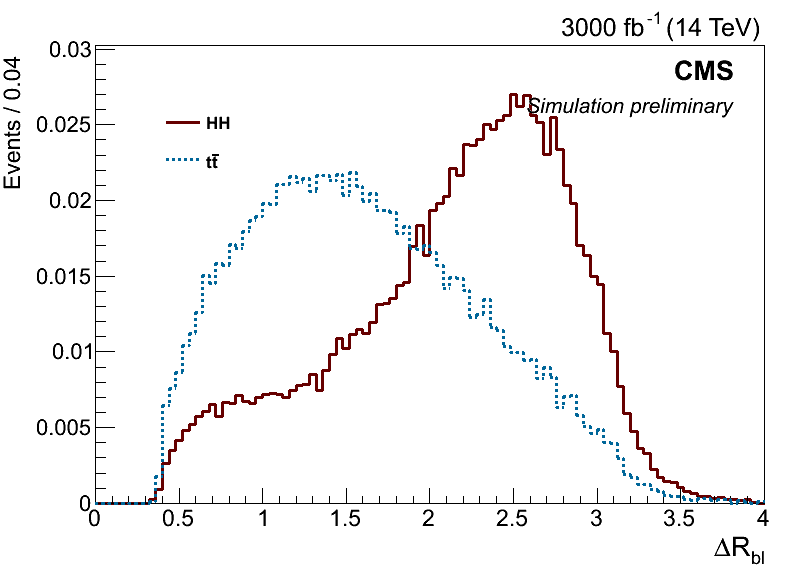 3000 fb⁻¹ (14 TeV)
Events / 0.04
0.03
0.025
0.02
0.015
0.01
0.005
0
CMS
Simulation preliminary
HH
tt̄
0 0.5 1 1.5 2 2.5 3 3.5 4
ΔR_bl